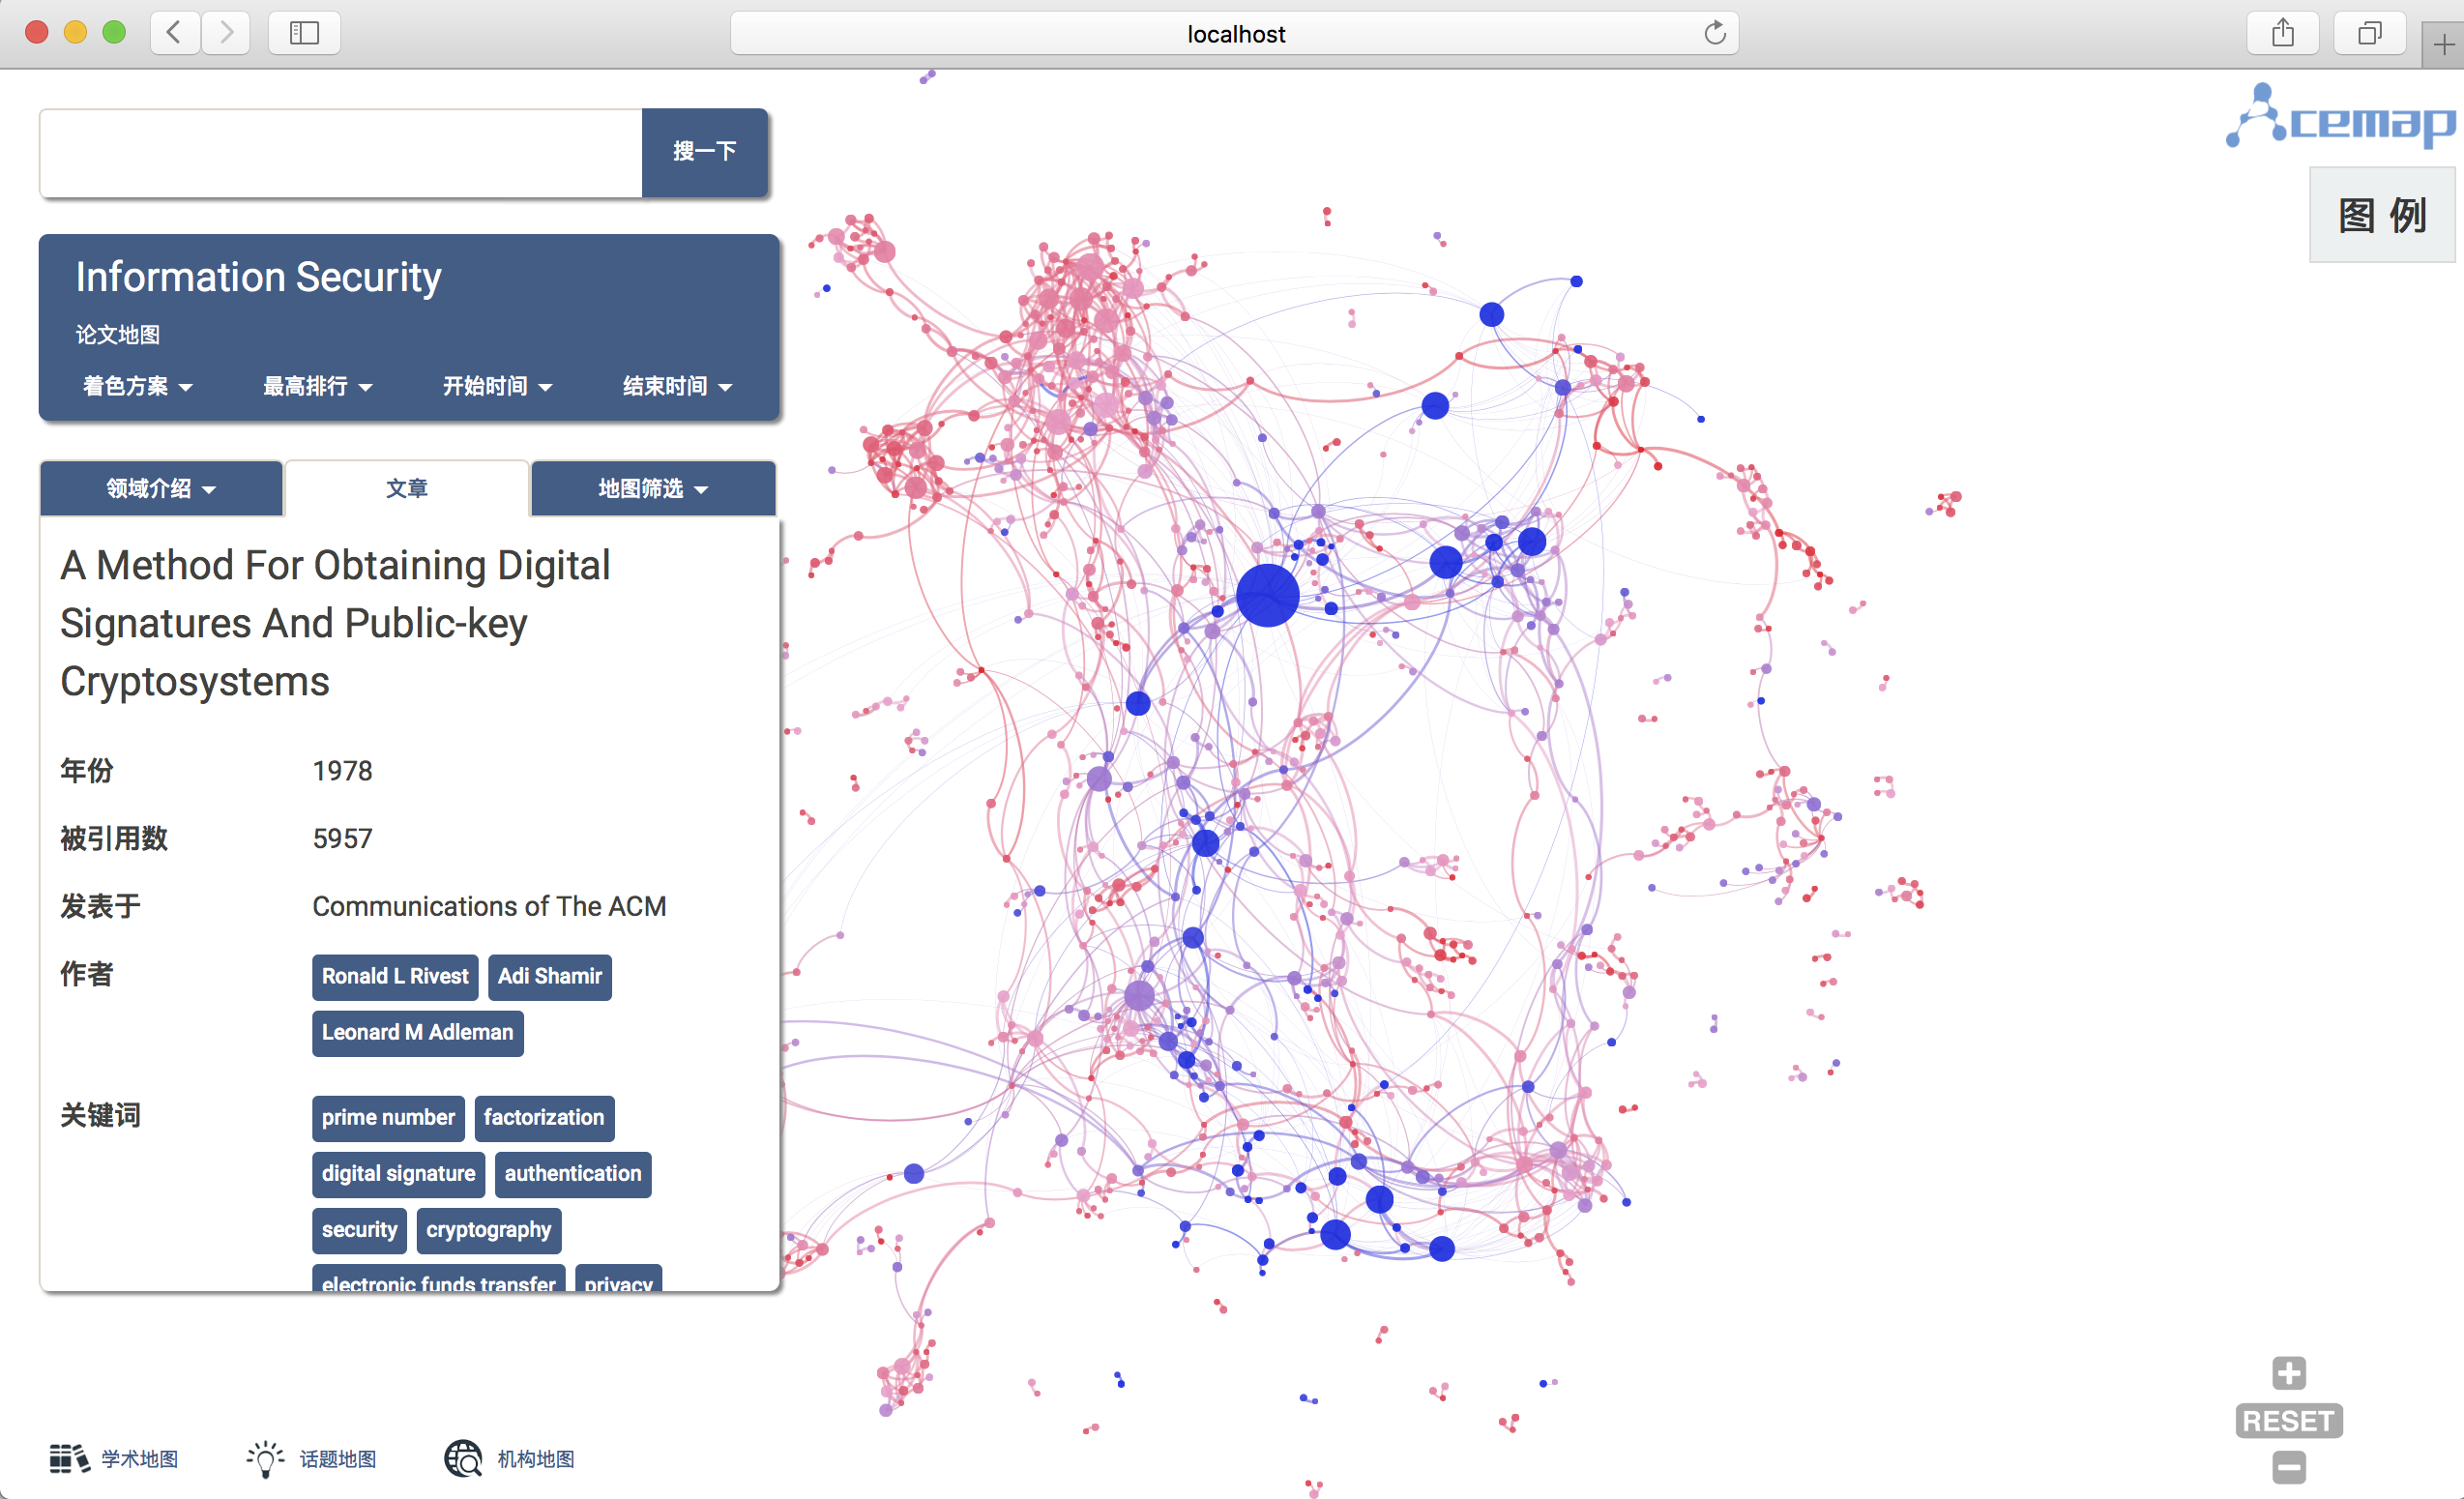 localhost
搜一下
Acemap
图 例
Information Security
论文地图
着色方案 最高排行 开始时间 结束时间
领域介绍 文章 地图筛选
A Method For Obtaining Digital
Signatures And Public-key
Cryptosystems
年份 1978
被引用数 5957
发表于 Communications of The ACM
作者 Ronald L Rivest Adi Shamir
Leonard M Adleman
关键词 prime number factorization
digital signature authentication
security cryptography
electronic funds transfer privacy
RESET
学术地图 话题地图 机构地图